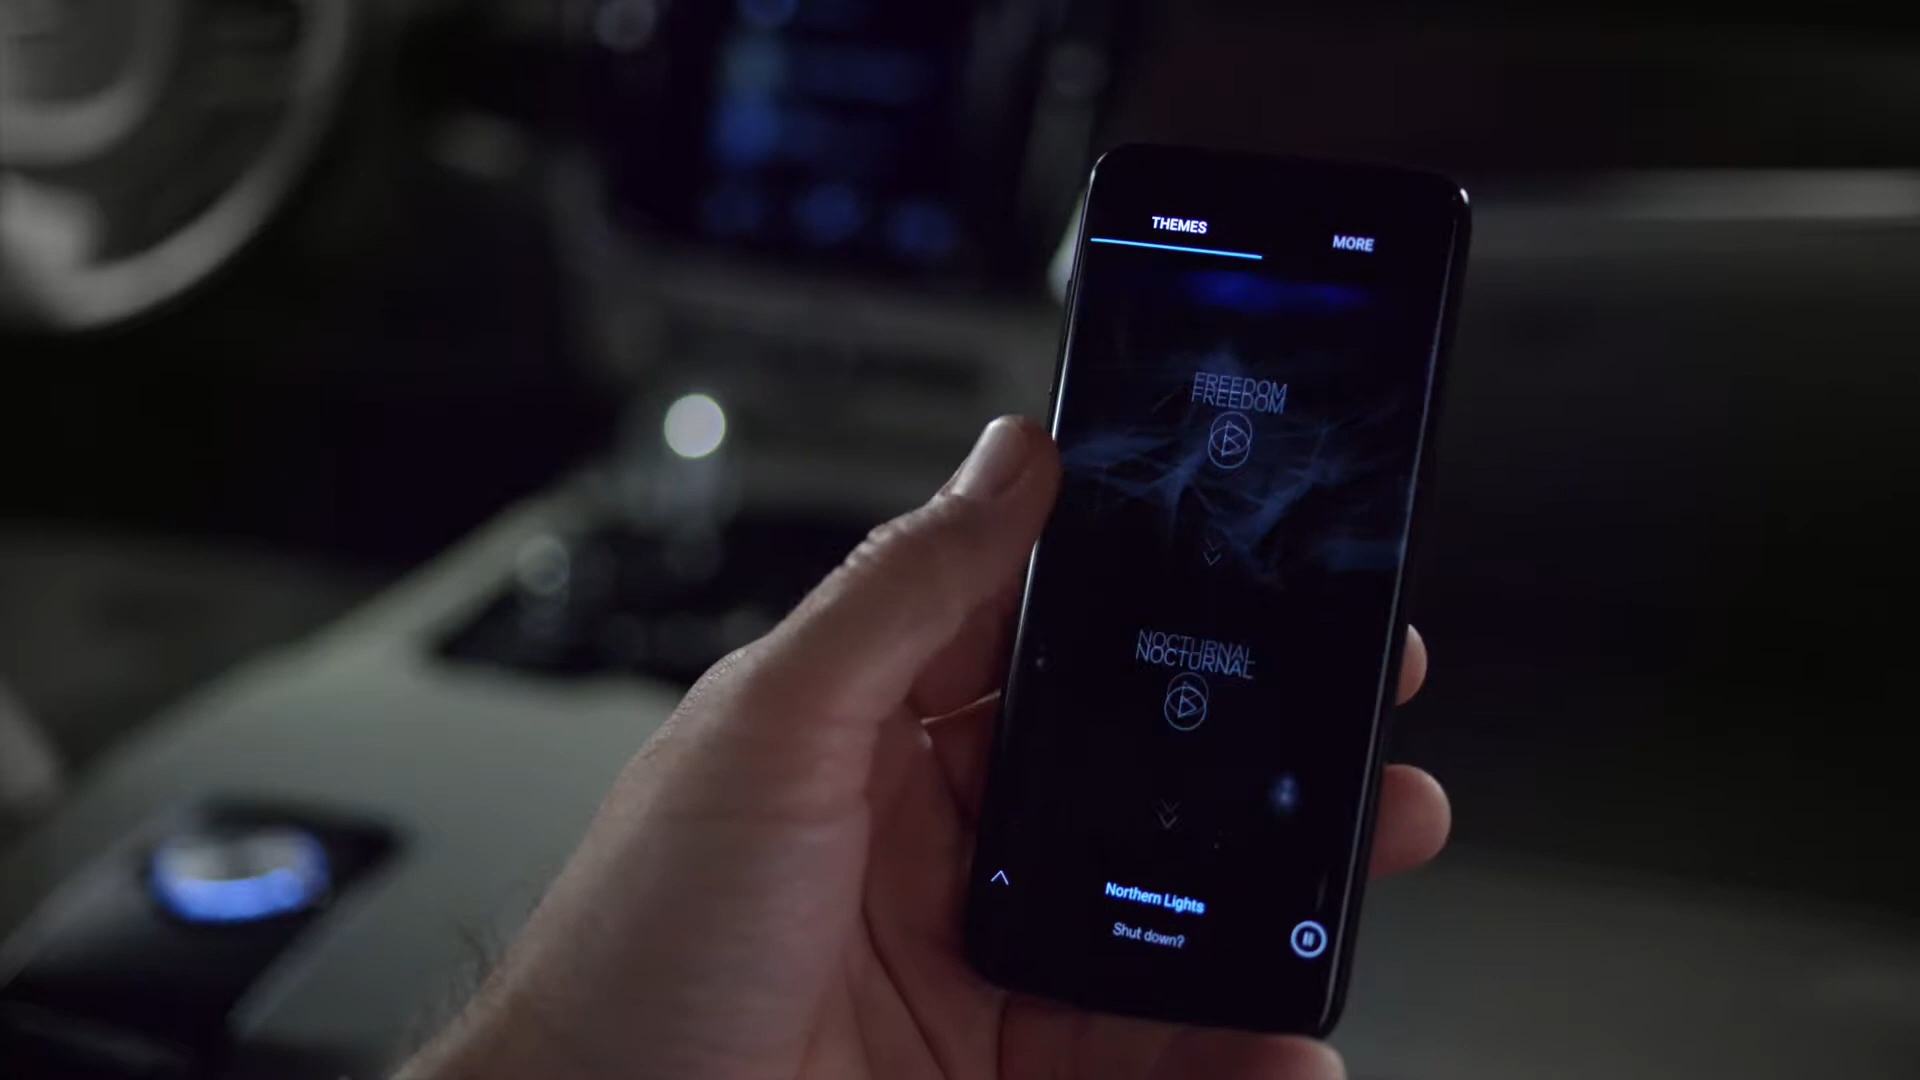 THEMES
MORE
FREEDOM
FREEDOM
NOCTURNAL
NOCTURNAL
Northern Lights
Shut down?